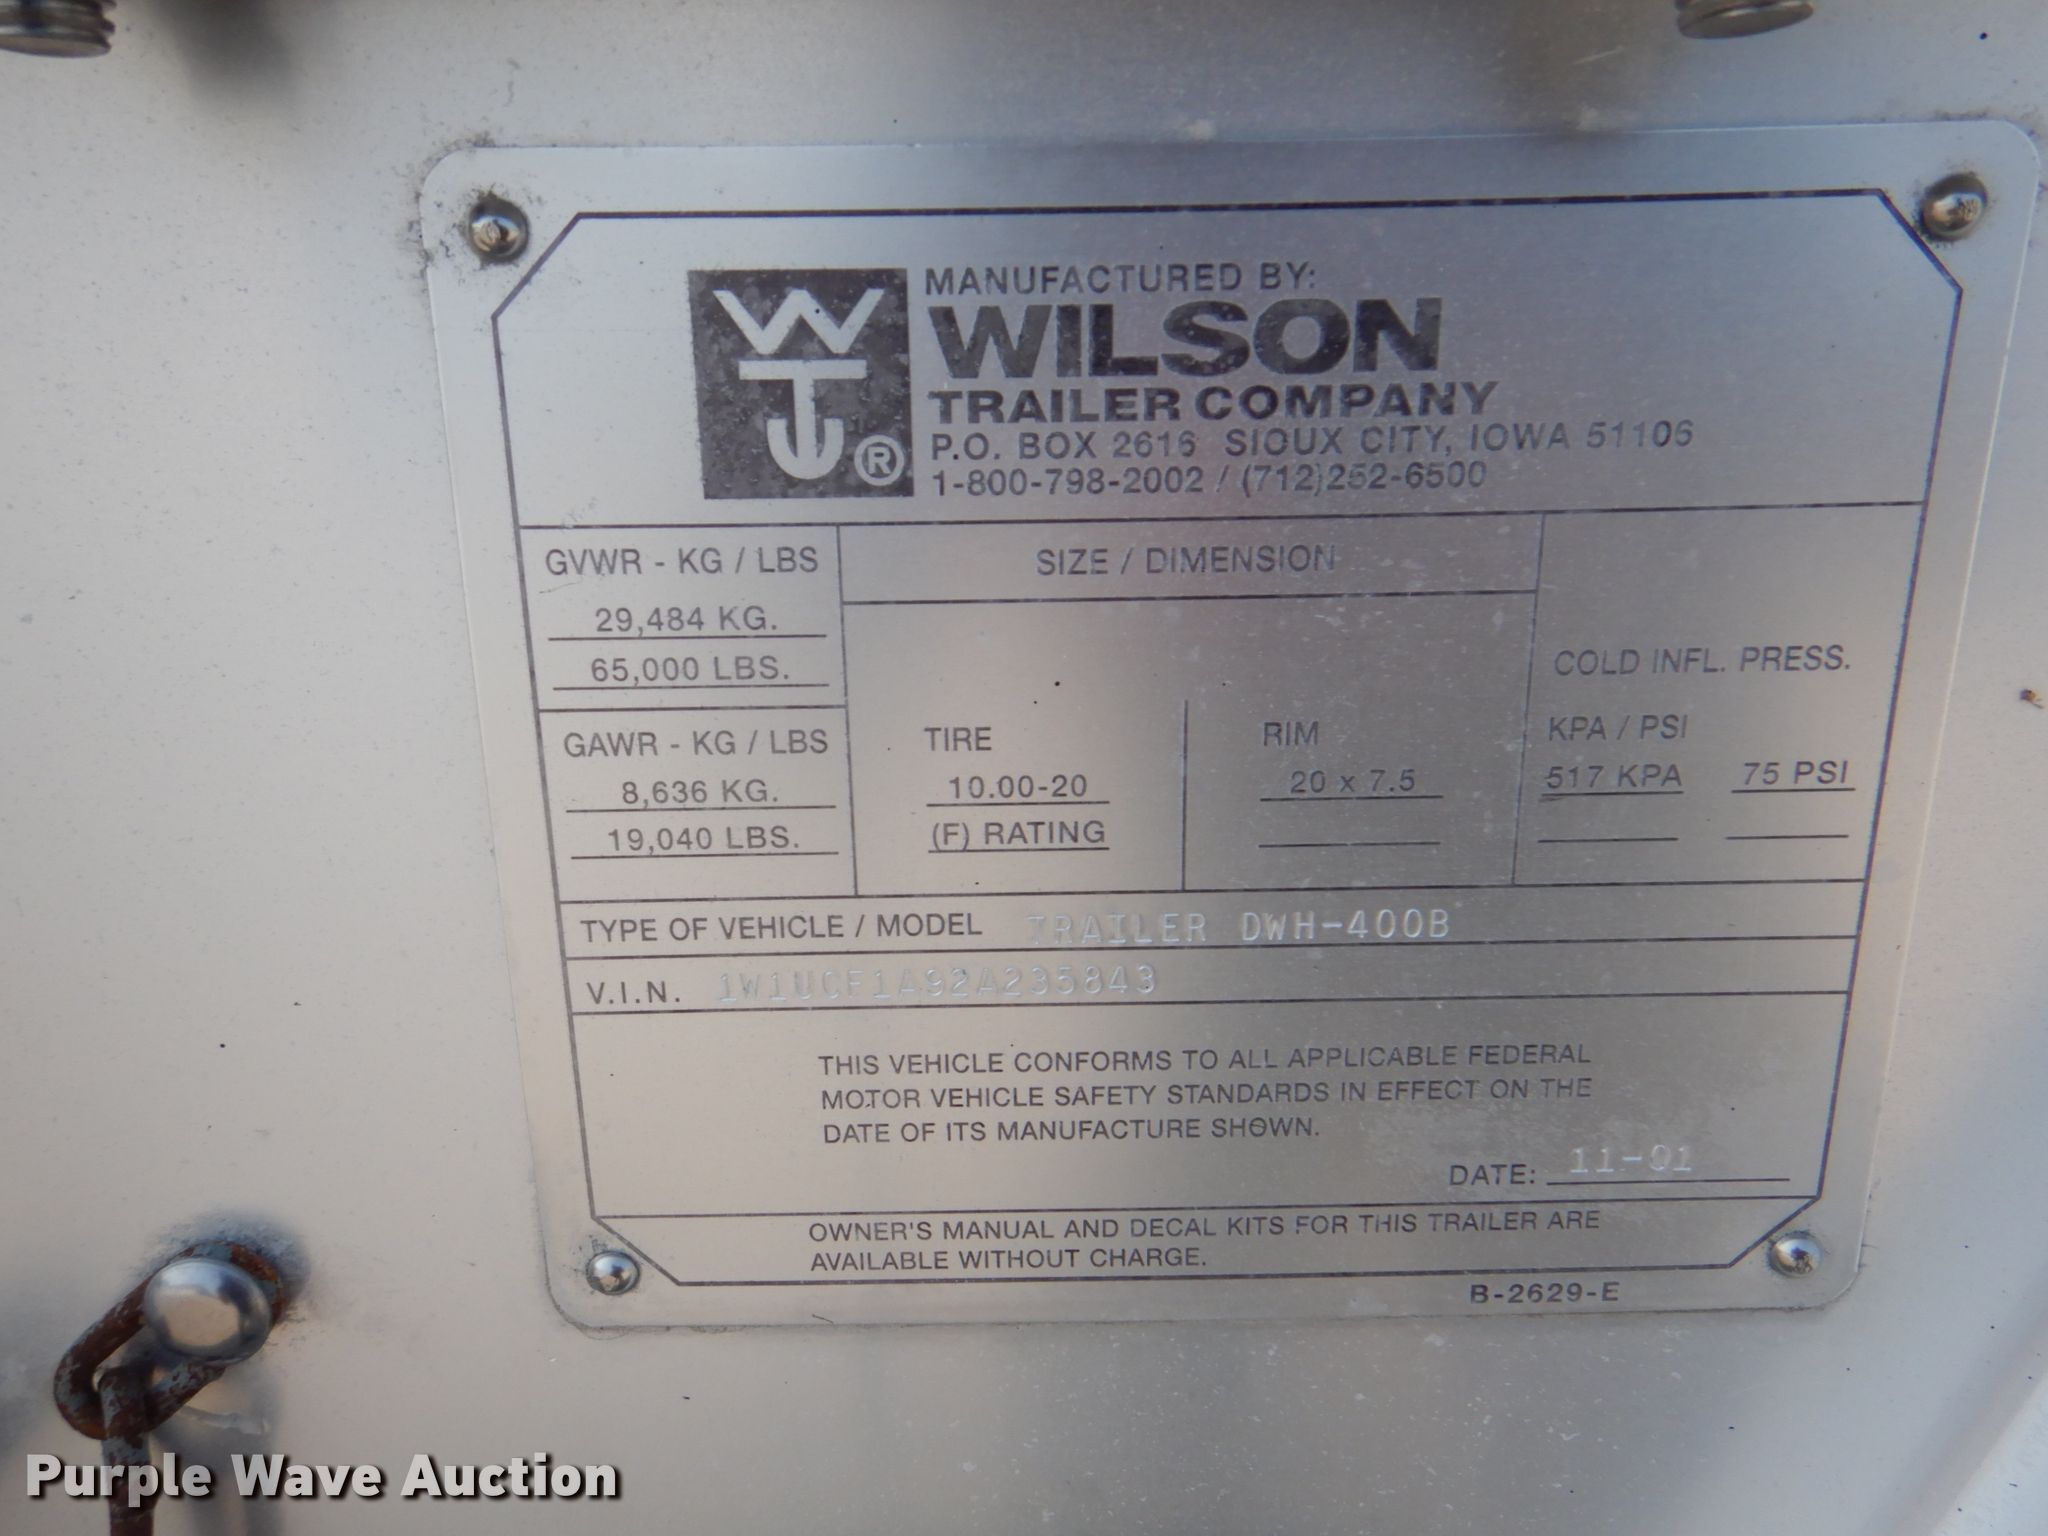 MANUFACTURED BY:
WILSON
TRAILER COMPANY
P.O. BOX 2616 SIOUX CITY, IOWA 51106
1-800-798-2002 / (712)252-6500
WT ®
GVWR - KG / LBS
29,484 KG.
65,000 LBS.
GAWR - KG / LBS
8,636 KG.
19,040 LBS.
SIZE / DIMENSION
TIRE
10.00-20
(F) RATING
RIM
20 x 7.5
COLD INFL. PRESS.
KPA / PSI
517 KPA 75 PSI
TYPE OF VEHICLE / MODEL TRAILER DWH-400B
V.I.N. 1W1UCF1A92A235843
THIS VEHICLE CONFORMS TO ALL APPLICABLE FEDERAL
MOTOR VEHICLE SAFETY STANDARDS IN EFFECT ON THE
DATE OF ITS MANUFACTURE SHOWN.
DATE: 11-01
OWNER'S MANUAL AND DECAL KITS FOR THIS TRAILER ARE
AVAILABLE WITHOUT CHARGE.
B-2629-E
Purple Wave Auction